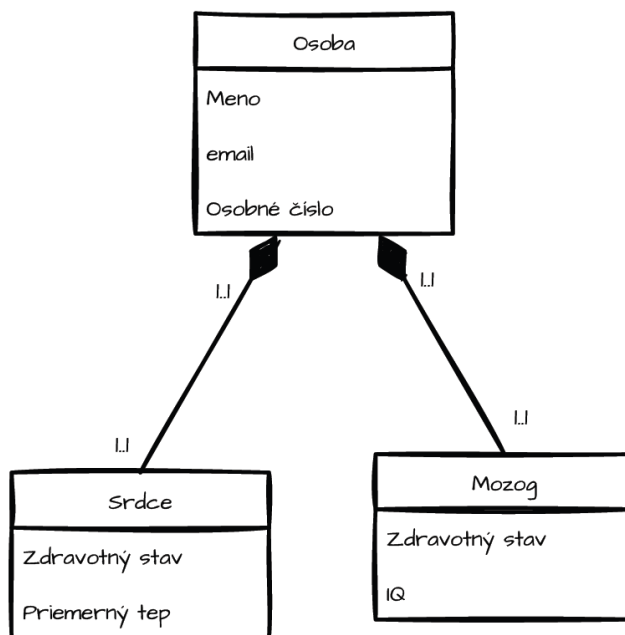 Osoba
Meno
email
Osobné číslo
1..1
1..1
1..1
1..1
Srdce
Zdravotný stav
Priemerný tep
Mozog
Zdravotný stav
IQ